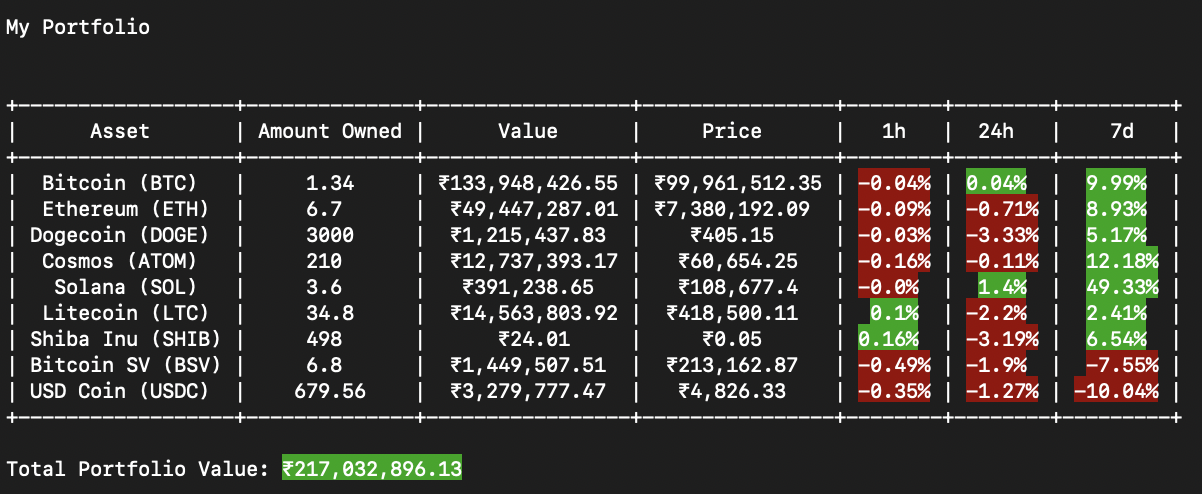 My Portfolio
+------------------+--------------+-----------------+----------------+--------+--------+---------+
| Asset | Amount Owned | Value | Price | 1h | 24h | 7d |
+------------------+--------------+-----------------+----------------+--------+--------+---------+
| Bitcoin (BTC) | 1.34 | ₹133,948,426.55 | ₹99,961,512.35 | -0.04% | 0.04% | 9.99% |
| Ethereum (ETH) | 6.7 | ₹49,447,287.01 | ₹7,380,192.09 | -0.09% | -0.71% | 8.93% |
| Dogecoin (DOGE) | 3000 | ₹1,215,437.83 | ₹405.15 | -0.03% | -3.33% | 5.17% |
| Cosmos (ATOM) | 210 | ₹12,737,393.17 | ₹60,654.25 | -0.16% | -0.11% | 12.18% |
| Solana (SOL) | 3.6 | ₹391,238.65 | ₹108,677.4 | -0.0% | 1.4% | 49.33% |
| Litecoin (LTC) | 34.8 | ₹14,563,803.92 | ₹418,500.11 | 0.1% | -2.2% | 2.41% |
| Shiba Inu (SHIB) | 498 | ₹24.01 | ₹0.05 | 0.16% | -3.19% | 6.54% |
| Bitcoin SV (BSV) | 6.8 | ₹1,449,507.51 | ₹213,162.87 | -0.49% | -1.9% | -7.55% |
| USD Coin (USDC) | 679.56 | ₹3,279,777.47 | ₹4,826.33 | -0.35% | -1.27% | -10.04% |
+------------------+--------------+-----------------+----------------+--------+--------+---------+
Total Portfolio Value: ₹217,032,896.13